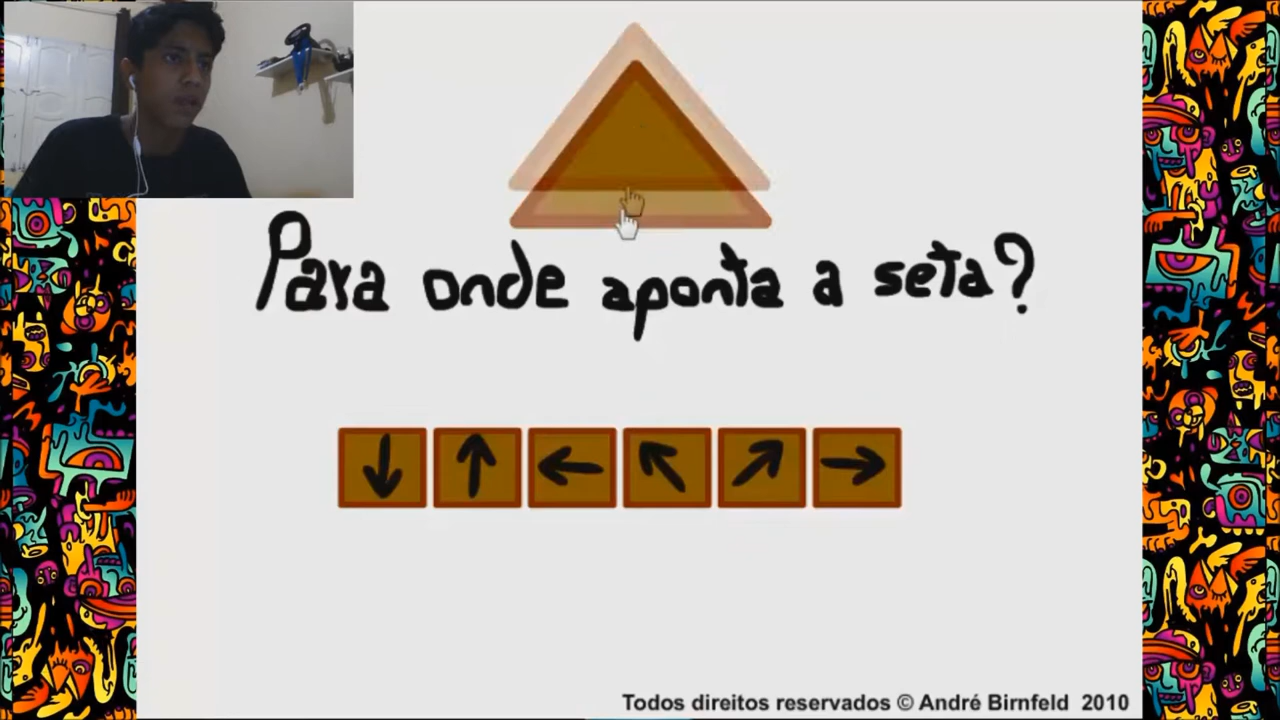 Para onde aponta a seta?
Todos direitos reservados © André Birnfeld 2010